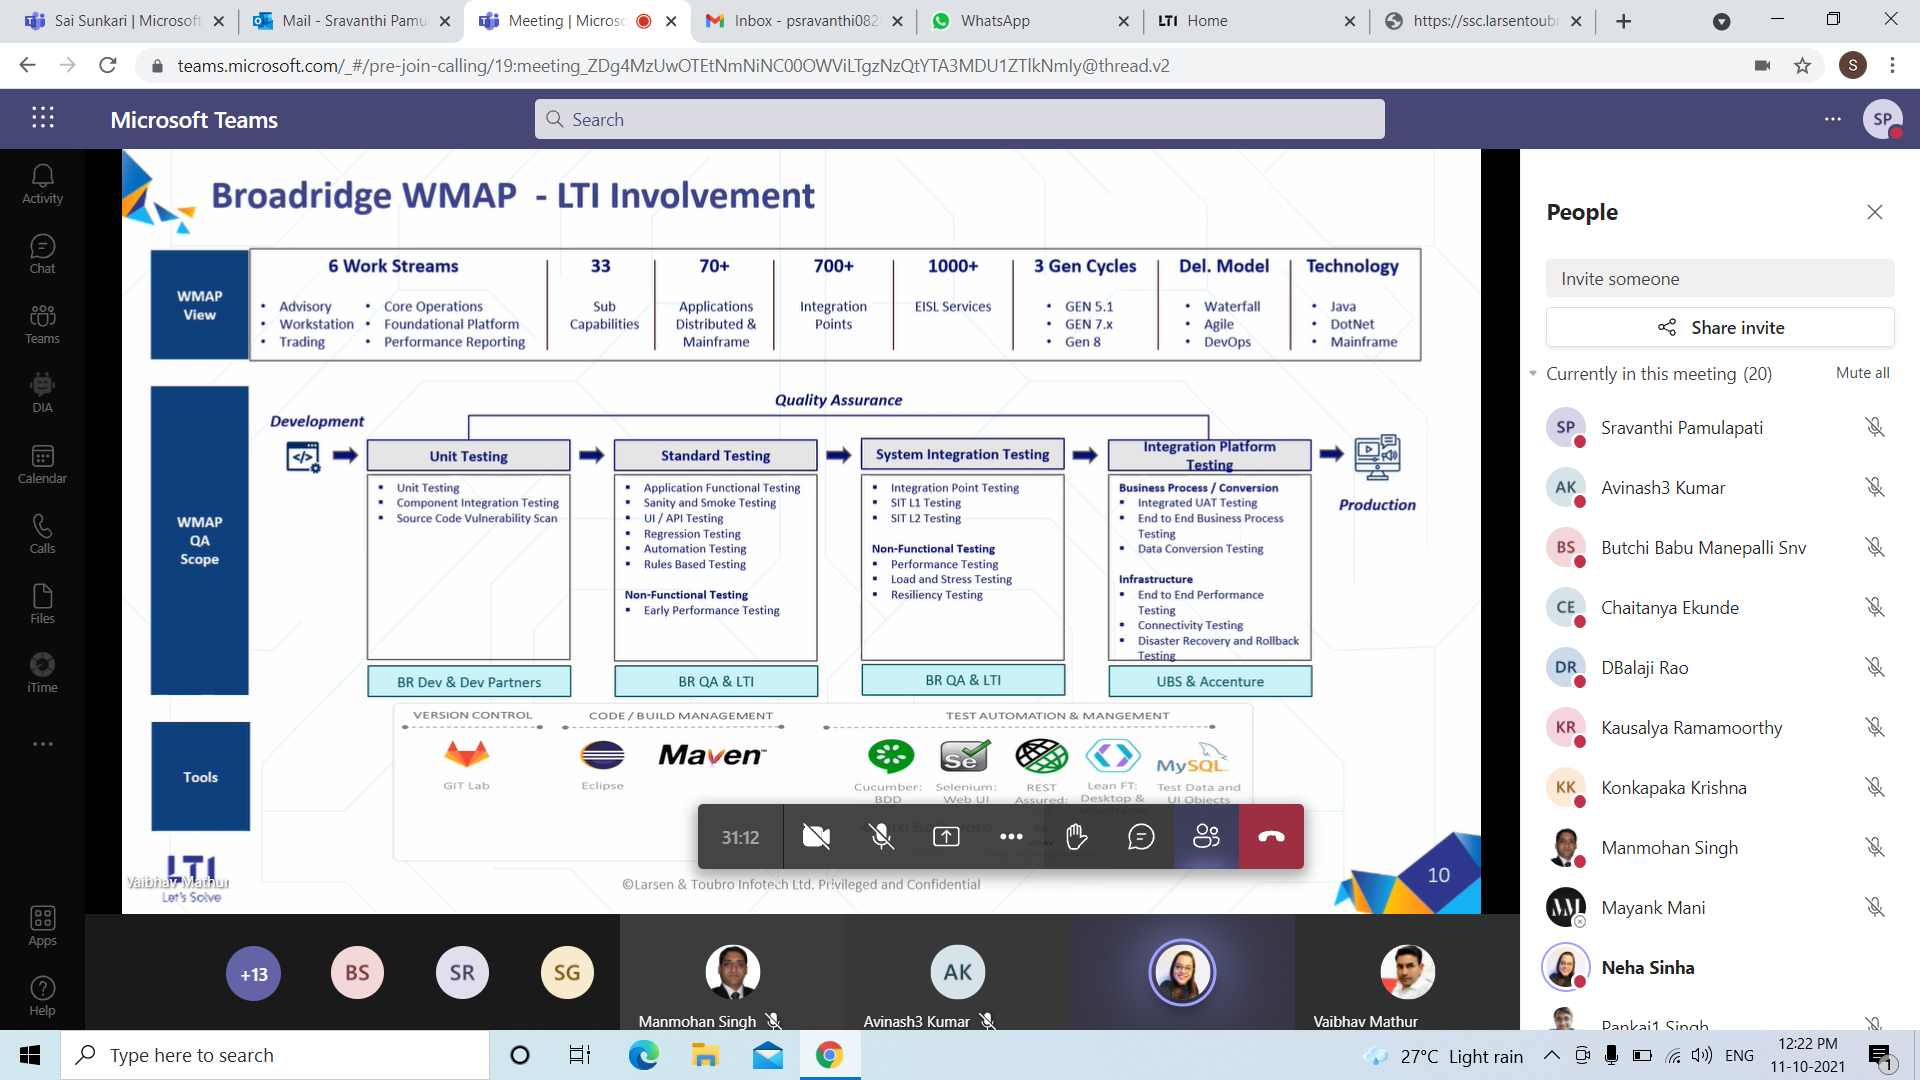 Sai Sunkari | Microsoft
Mail - Sravanthi Pamu
Meeting | Microso
Inbox - psravanthi082
WhatsApp
LTI Home
https://ssc.larsentoub
teams.microsoft.com/_#/pre-join-calling/19:meeting_ZDg4MzUwOTEtNmNiNC00OWViLTgzNzQtYTA3MDU1ZTlkNmIy@thread.v2
S
Microsoft Teams
Search
SP
Activity
Chat
Teams
DIA
Calendar
Calls
Files
iTime
Apps
Help
Broadridge WMAP - LTI Involvement
WMAP
View
6 Work Streams
• Advisory
• Workstation
• Trading
• Core Operations
• Foundational Platform
• Performance Reporting
33
Sub
Capabilities
70+
Applications
Distributed &
Mainframe
700+
Integration
Points
1000+
EISL Services
3 Gen Cycles
• GEN 5.1
• GEN 7.x
• Gen 8
Del. Model
• Waterfall
• Agile
• DevOps
Technology
• Java
• DotNet
• Mainframe
WMAP
QA
Scope
Quality Assurance
Development
Unit Testing
▪ Unit Testing
▪ Component Integration Testing
▪ Source Code Vulnerability Scan
BR Dev & Dev Partners
Standard Testing
▪ Application Functional Testing
▪ Sanity and Smoke Testing
▪ UI / API Testing
▪ Regression Testing
▪ Automation Testing
▪ Rules Based Testing
Non-Functional Testing
▪ Early Performance Testing
BR QA & LTI
System Integration Testing
▪ Integration Point Testing
▪ SIT L1 Testing
▪ SIT L2 Testing
Non-Functional Testing
▪ Performance Testing
▪ Load and Stress Testing
▪ Resiliency Testing
BR QA & LTI
Integration Platform
Testing
Business Process / Conversion
▪ Integrated UAT Testing
▪ End to End Business Process
Testing
▪ Data Conversion Testing
Infrastructure
▪ End to End Performance
Testing
▪ Connectivity Testing
▪ Disaster Recovery and Rollback
Testing
UBS & Accenture
Production
Tools
VERSION CONTROL
GIT Lab
CODE / BUILD MANAGEMENT
Eclipse
Maven™
TEST AUTOMATION & MANGEMENT
Cucumber:
BDD
Se
Selenium:
Web UI
REST
Assured:
Lean FT:
Desktop &
MySQL
Test Data and
UI Objects
31:12
LTI
Let's Solve
Vaibhav Mathur
©Larsen & Toubro Infotech Ltd. Privileged and Confidential
10
+13
BS
SR
SG
Manmohan Singh
AK
Avinash3 Kumar
Vaibhav Mathur
People
Invite someone
Share invite
Currently in this meeting (20)
Mute all
SP Sravanthi Pamulapati
AK Avinash3 Kumar
BS Butchi Babu Manepalli Snv
CE Chaitanya Ekunde
DR DBalaji Rao
KR Kausalya Ramamoorthy
KK Konkapaka Krishna
Manmohan Singh
Mayank Mani
Neha Sinha
Pankaj1 Singh
Type here to search
27°C Light rain
ENG
12:22 PM
11-10-2021
1